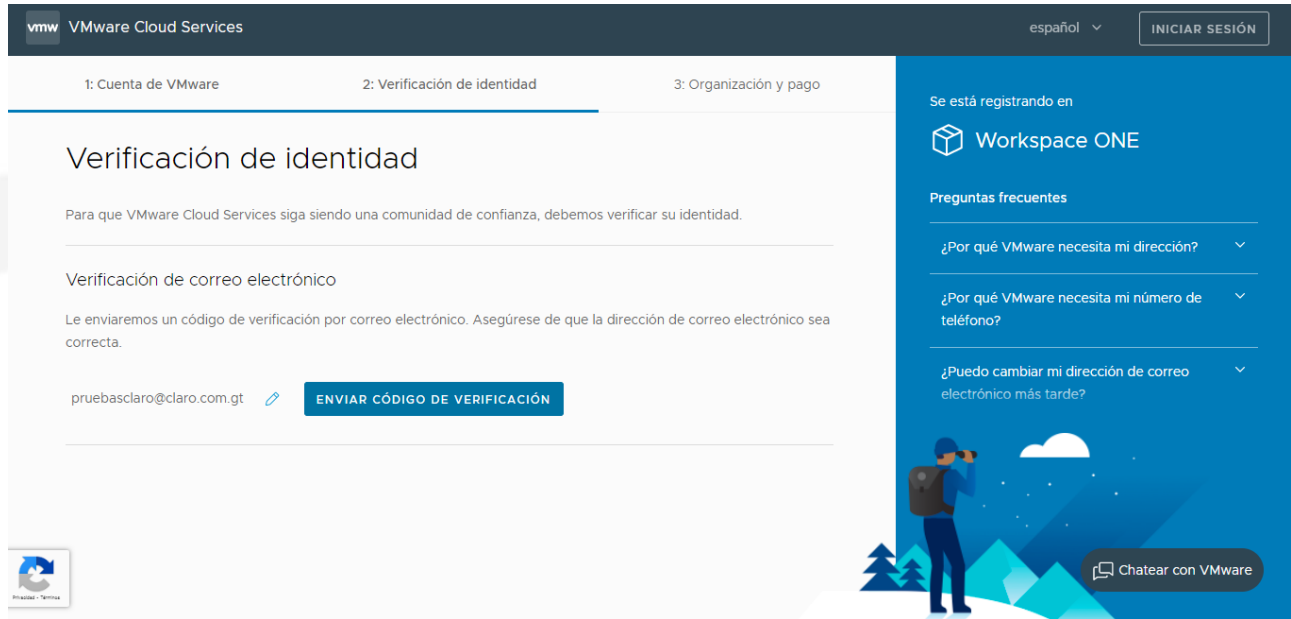 vmw VMware Cloud Services
español
INICIAR SESIÓN
1: Cuenta de VMware
2: Verificación de identidad
3: Organización y pago
Verificación de identidad
Para que VMware Cloud Services siga siendo una comunidad de confianza, debemos verificar su identidad.
Verificación de correo electrónico
Le enviaremos un código de verificación por correo electrónico. Asegúrese de que la dirección de correo electrónico sea
correcta.
pruebasclaro@claro.com.gt
ENVIAR CÓDIGO DE VERIFICACIÓN
Se está registrando en
Workspace ONE
Preguntas frecuentes
¿Por qué VMware necesita mi dirección?
¿Por qué VMware necesita mi número de
teléfono?
¿Puedo cambiar mi dirección de correo
electrónico más tarde?
Chatear con VMware
Privacidad - Términos